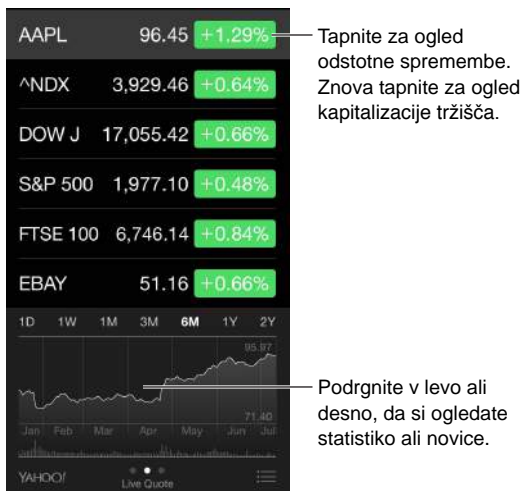 AAPL 96.45 +1.29%
^NDX 3,929.46 +0.64%
DOW J 17,055.42 +0.66%
S&P 500 1,977.10 +0.48%
FTSE 100 6,746.14 +0.84%
EBAY 51.16 +0.66%
1D 1W 1M 3M 6M 1Y 2Y
95.97
71.40
Jan Feb Mar Apr May Jun Jul
YAHOO! Live Quote
Tapnite za ogled
odstotne spremembe.
Znova tapnite za ogled
kapitalizacije tržišča.
Podrgnite v levo ali
desno, da si ogledate
statistiko ali novice.